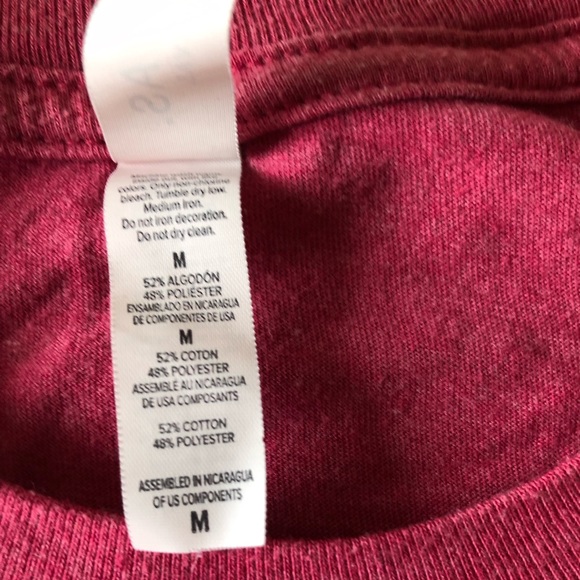 colors. Only non-chlorine
bleach. Tumble dry low.
Medium Iron.
Do not iron decoration.
Do not dry clean.
M
52% ALGODÓN
48% POLIÉSTER
ENSAMBLADO EN NICARAGUA
DE COMPONENTES DE USA
M
52% COTON
48% POLYESTER
ASSEMBLÉ AU NICARAGUA
DE USA COMPOSANTS
52% COTTON
48% POLYESTER
ASSEMBLED IN NICARAGUA
OF US COMPONENTS
M